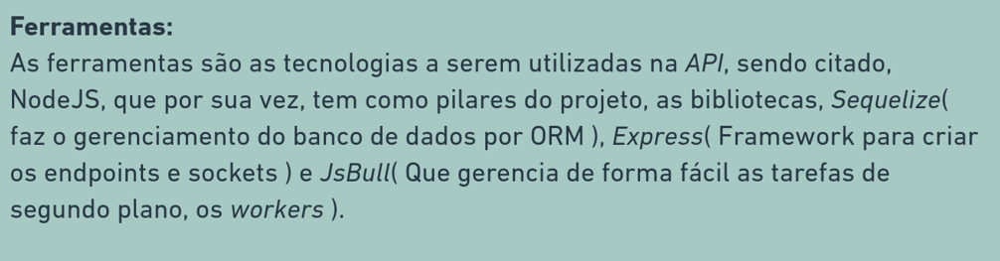 Ferramentas:
As ferramentas são as tecnologias a serem utilizadas na API, sendo citado,
NodeJS, que por sua vez, tem como pilares do projeto, as bibliotecas, Sequelize(
faz o gerenciamento do banco de dados por ORM ), Express( Framework para criar
os endpoints e sockets ) e JsBull( Que gerencia de forma fácil as tarefas de
segundo plano, os workers ).